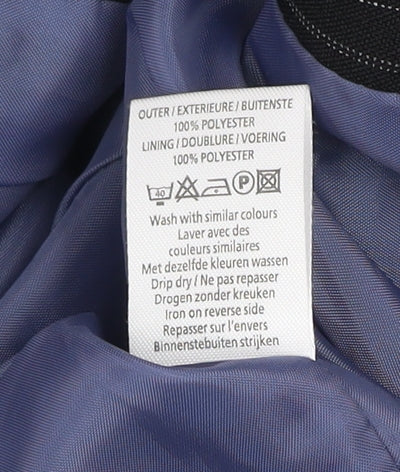 OUTER / EXTERIEURE / BUITENSTE
100% POLYESTER
LINING / DOUBLURE / VOERING
100% POLYESTER
40 P
Wash with similar colours
Laver avec des
couleurs similaires
Met dezelfde kleuren wassen
Drip dry / Ne pas repasser
Drogen zonder kreuken
Iron on reverse side
Repasser sur l'envers
Binnenstebuiten strijken